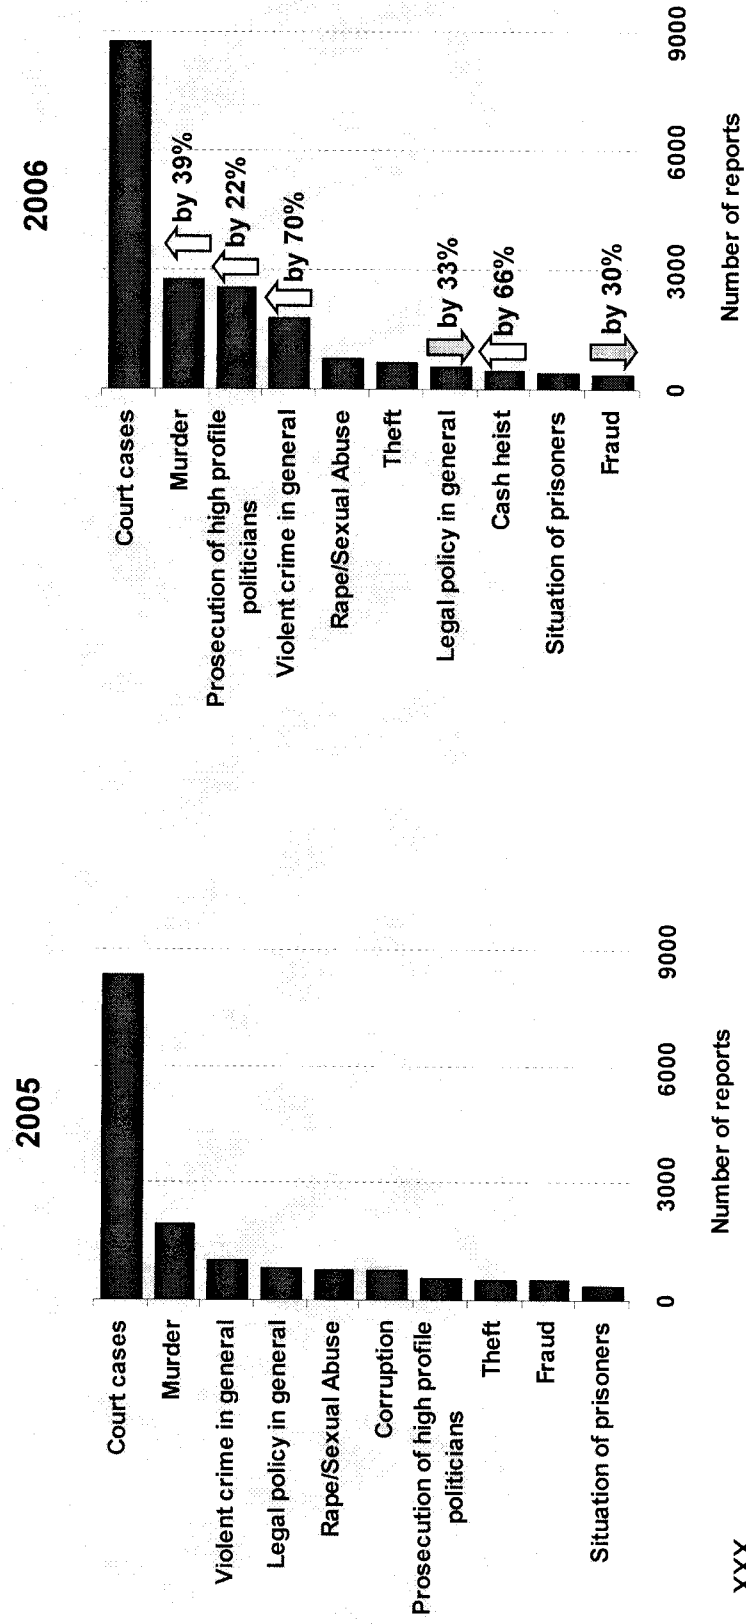 2005
Court cases
Murder
Violent crime in general
Legal policy in general
Rape/Sexual Abuse
Corruption
Prosecution of high profile
politicians
Theft
Fraud
Situation of prisoners
0 3000 6000 9000
Number of reports
2006
Court cases
Murder
by 39%
Prosecution of high profile
politicians
by 22%
Violent crime in general
by 70%
Rape/Sexual Abuse
Theft
Legal policy in general
by 33%
Cash heist
by 66%
Situation of prisoners
Fraud
by 30%
0 3000 6000 9000
Number of reports
XXX